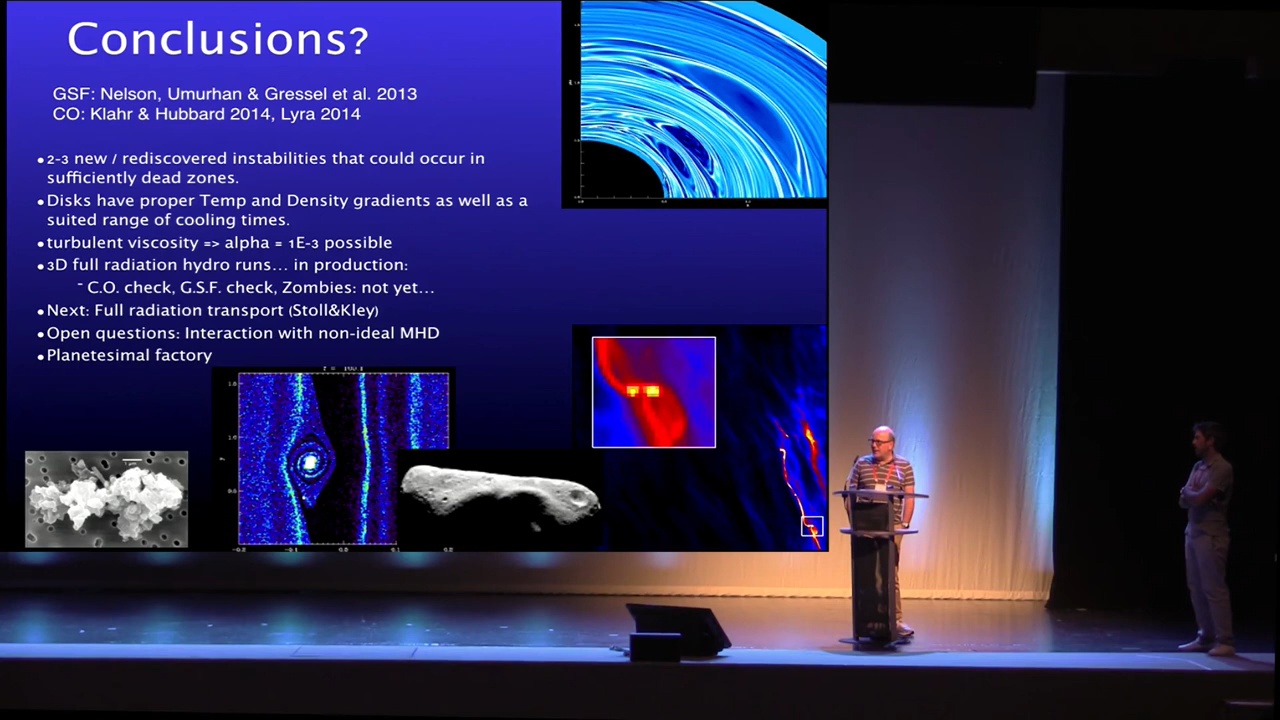 Conclusions?
GSF: Nelson, Umurhan & Gressel et al. 2013
CO: Klahr & Hubbard 2014, Lyra 2014
•2-3 new / rediscovered instabilities that could occur in
sufficiently dead zones.
•Disks have proper Temp and Density gradients as well as a
suited range of cooling times.
•turbulent viscosity => alpha = 1E-3 possible
•3D full radiation hydro runs... in production:
- C.O. check, G.S.F. check, Zombies: not yet...
•Next: Full radiation transport (Stoll&Kley)
•Open questions: Interaction with non-ideal MHD
•Planetesimal factory